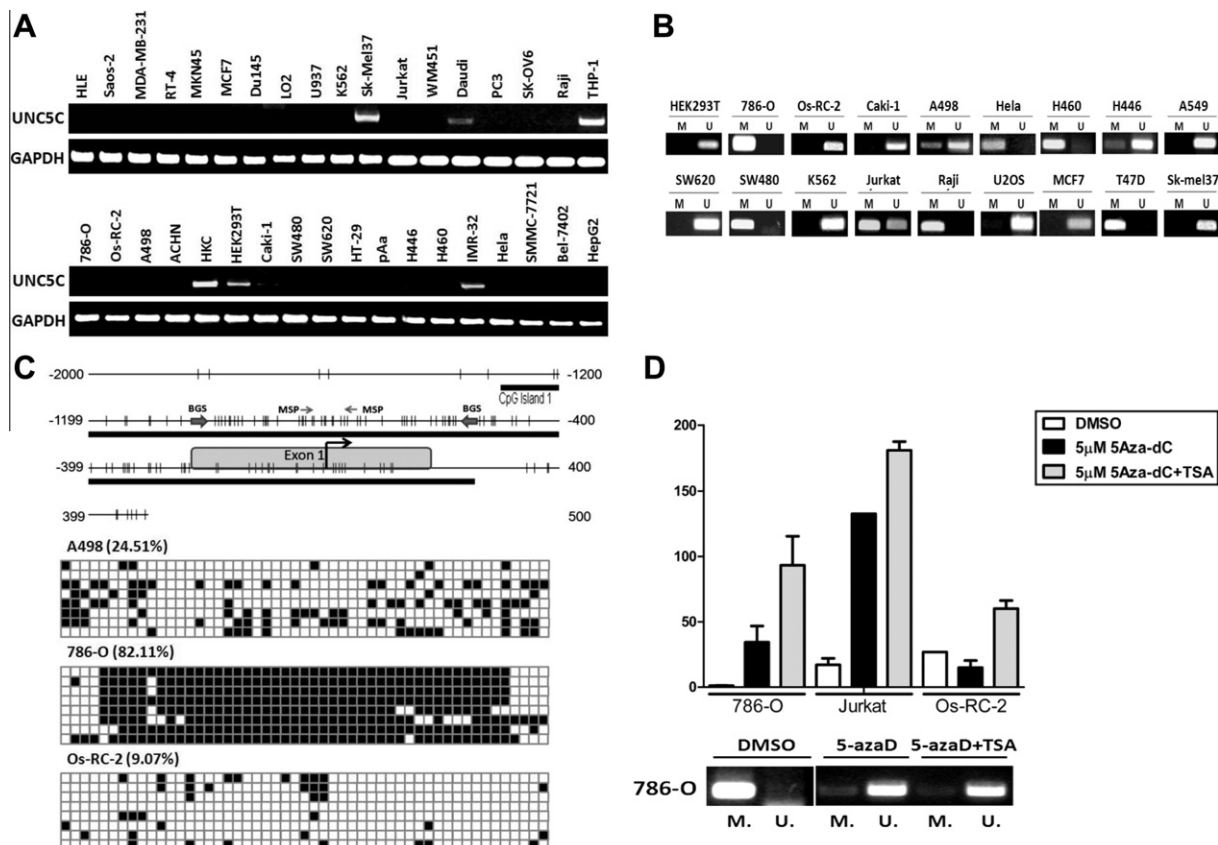 A
HLE Saos-2 MDA-MB-231 RT-4 MKN45 MCF7 Du145 LO2 U937 K562 Sk-Mel37 Jurkat WM451 Daudi PC3 SK-OV6 Raji THP-1
UNC5C
GAPDH
786-O Os-RC-2 A498 ACHN HKC HEK293T Caki-1 SW480 SW620 HT-29 pAa H446 H460 IMR-32 Hela SMMC-7721 Bel-7402 HepG2
UNC5C
GAPDH
B
HEK293T 786-O Os-RC-2 Caki-1 A498 Hela H460 H446 A549
M U M U M U M U M U M U M U M U M U
SW620 SW480 K562 Jurkat Raji U2OS MCF7 T47D Sk-mel37
M U M U M U M U M U M U M U M U M U
C
-2000 -1200
CpG Island 1
BGS MSP MSP BGS
-1199 -400
Exon 1
-399 400
399 500
A498 (24.51%)
786-O (82.11%)
Os-RC-2 (9.07%)
D
DMSO
5μM 5Aza-dC
5μM 5Aza-dC+TSA
200
150
100
50
0
786-O Jurkat Os-RC-2
DMSO 5-azaD 5-azaD+TSA
786-O
M. U. M. U. M. U.